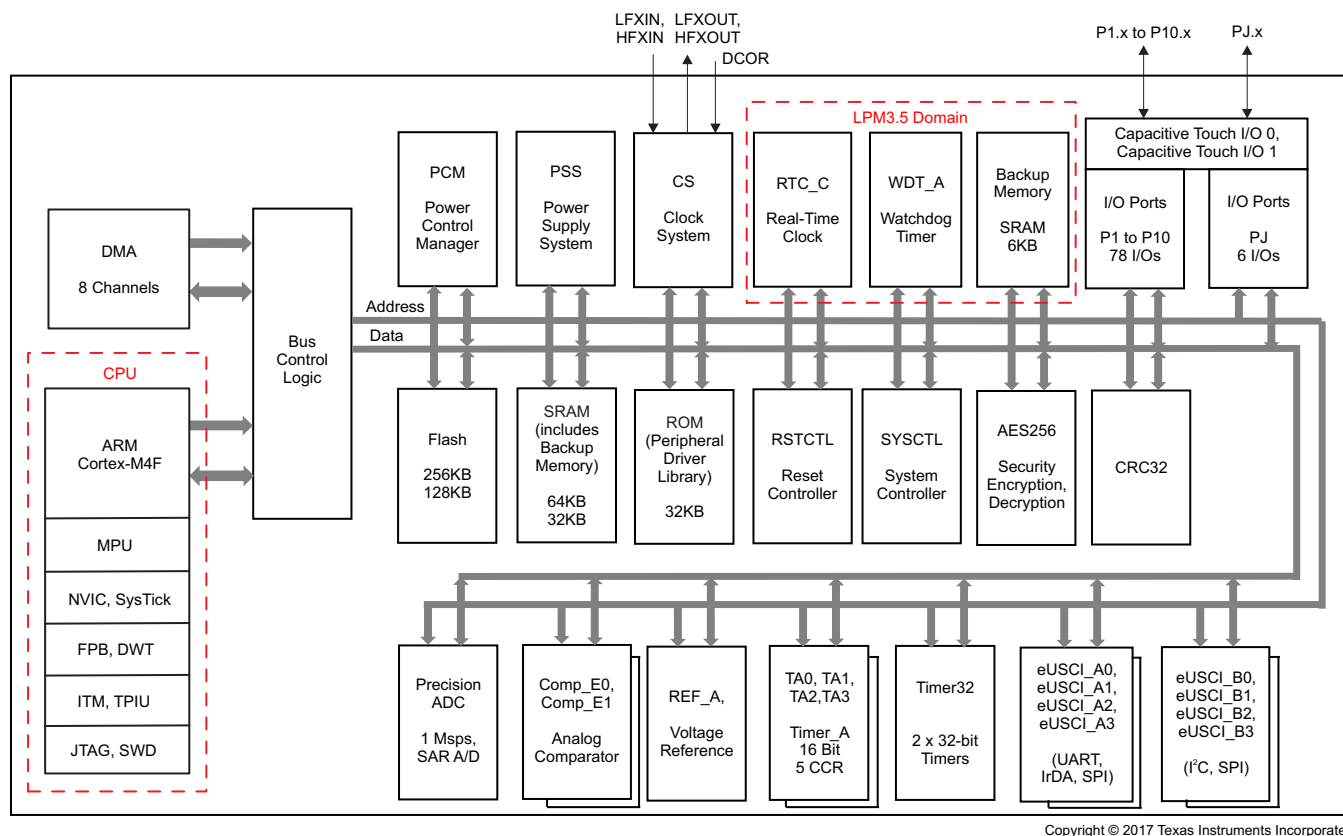 LFXIN, LFXOUT,
HFXIN HFXOUT
DCOR
P1.x to P10.x
PJ.x
LPM3.5 Domain
Capacitive Touch I/O 0,
Capacitive Touch I/O 1
PCM
Power
Control
Manager
PSS
Power
Supply
System
CS
Clock
System
RTC_C
Real-Time
Clock
WDT_A
Watchdog
Timer
Backup
Memory
SRAM
6KB
I/O Ports
P1 to P10
78 I/Os
I/O Ports
PJ
6 I/Os
DMA
8 Channels
Bus
Control
Logic
Address
Data
CPU
ARM
Cortex-M4F
MPU
NVIC, SysTick
FPB, DWT
ITM, TPIU
JTAG, SWD
Flash
256KB
128KB
SRAM
(includes
Backup
Memory)
64KB
32KB
ROM
(Peripheral
Driver
Library)
32KB
RSTCTL
Reset
Controller
SYSCTL
System
Controller
AES256
Security
Encryption,
Decryption
CRC32
Precision
ADC
1 Msps,
SAR A/D
Comp_E0,
Comp_E1
Analog
Comparator
REF_A,
Voltage
Reference
TA0, TA1,
TA2,TA3
Timer_A
16 Bit
5 CCR
Timer32
2 x 32-bit
Timers
eUSCI_A0,
eUSCI_A1,
eUSCI_A2,
eUSCI_A3
(UART,
IrDA, SPI)
eUSCI_B0,
eUSCI_B1,
eUSCI_B2,
eUSCI_B3
(I²C, SPI)
Copyright © 2017 Texas Instruments Incorporate